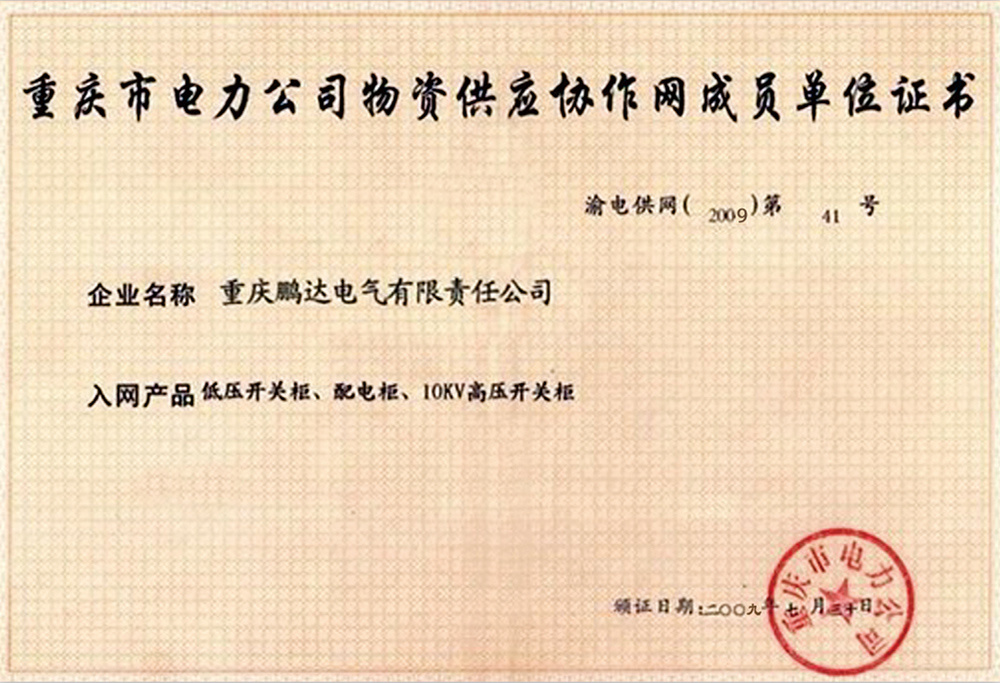 重庆市电力公司物资供应协作网成员单位证书
渝电供网( 2009 )第 41 号
企业名称 重庆鹏达电气有限责任公司
入网产品 低压开关柜、配电柜、10KV高压开关柜
颁证日期:二〇〇九年七月三十日
重庆市电力公司